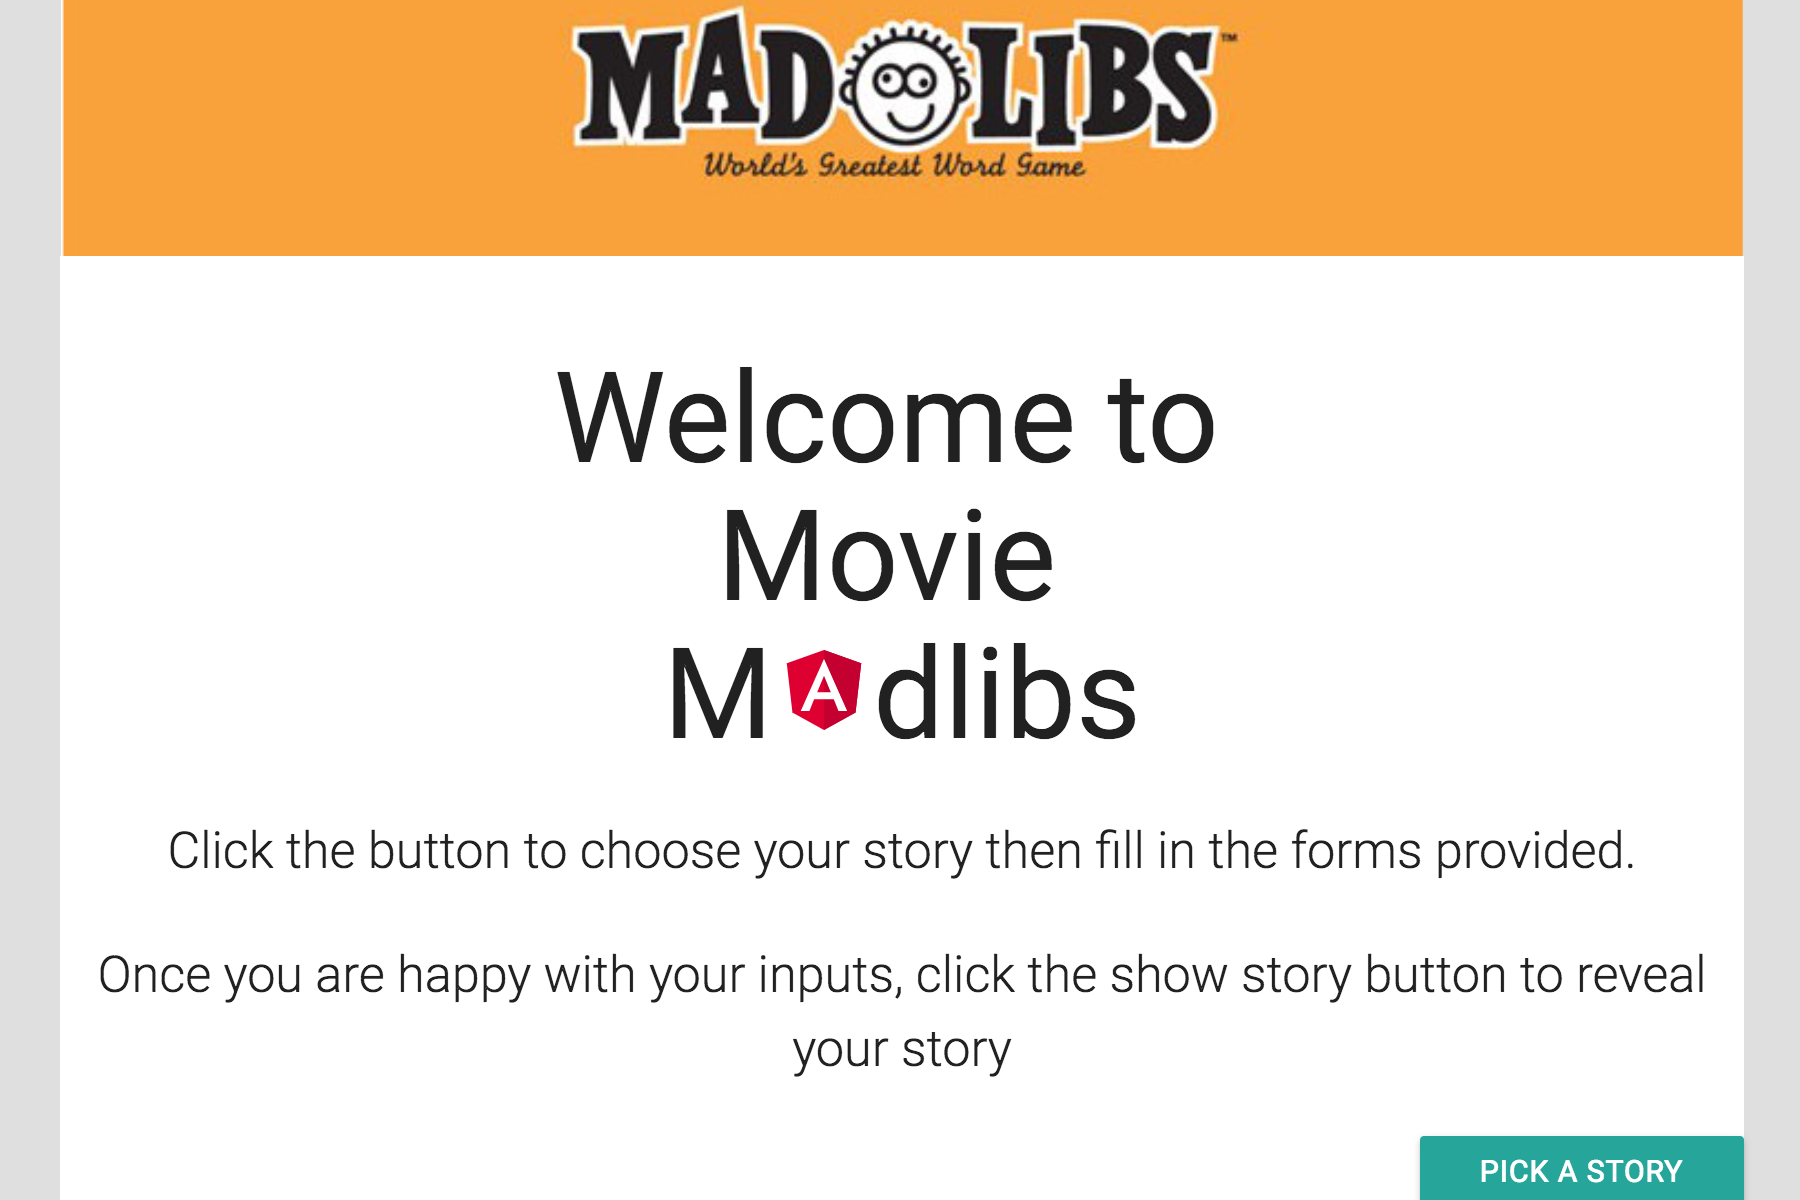 MAD LIBS™
World's Greatest Word Game
Welcome to
Movie
Madlibs
Click the button to choose your story then fill in the forms provided.
Once you are happy with your inputs, click the show story button to reveal
your story
PICK A STORY